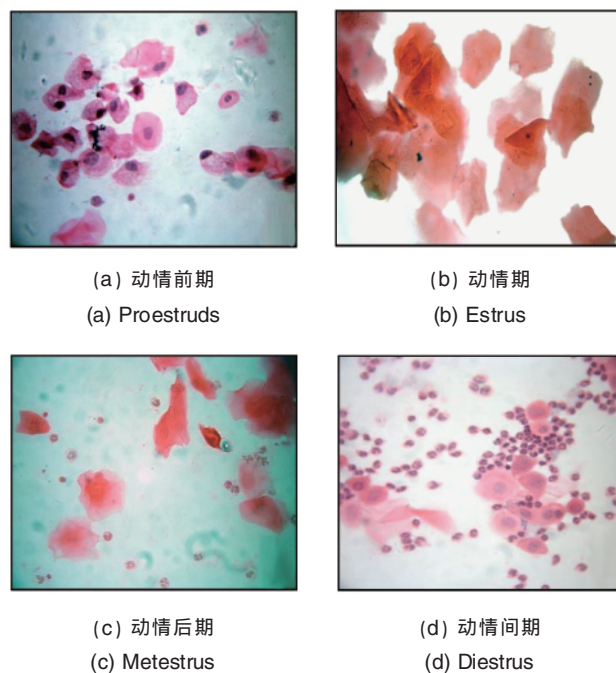 (a) 动情前期
(a) Proestruds
(b) 动情期
(b) Estrus
(c) 动情后期
(c) Metestrus
(d) 动情间期
(d) Diestrus